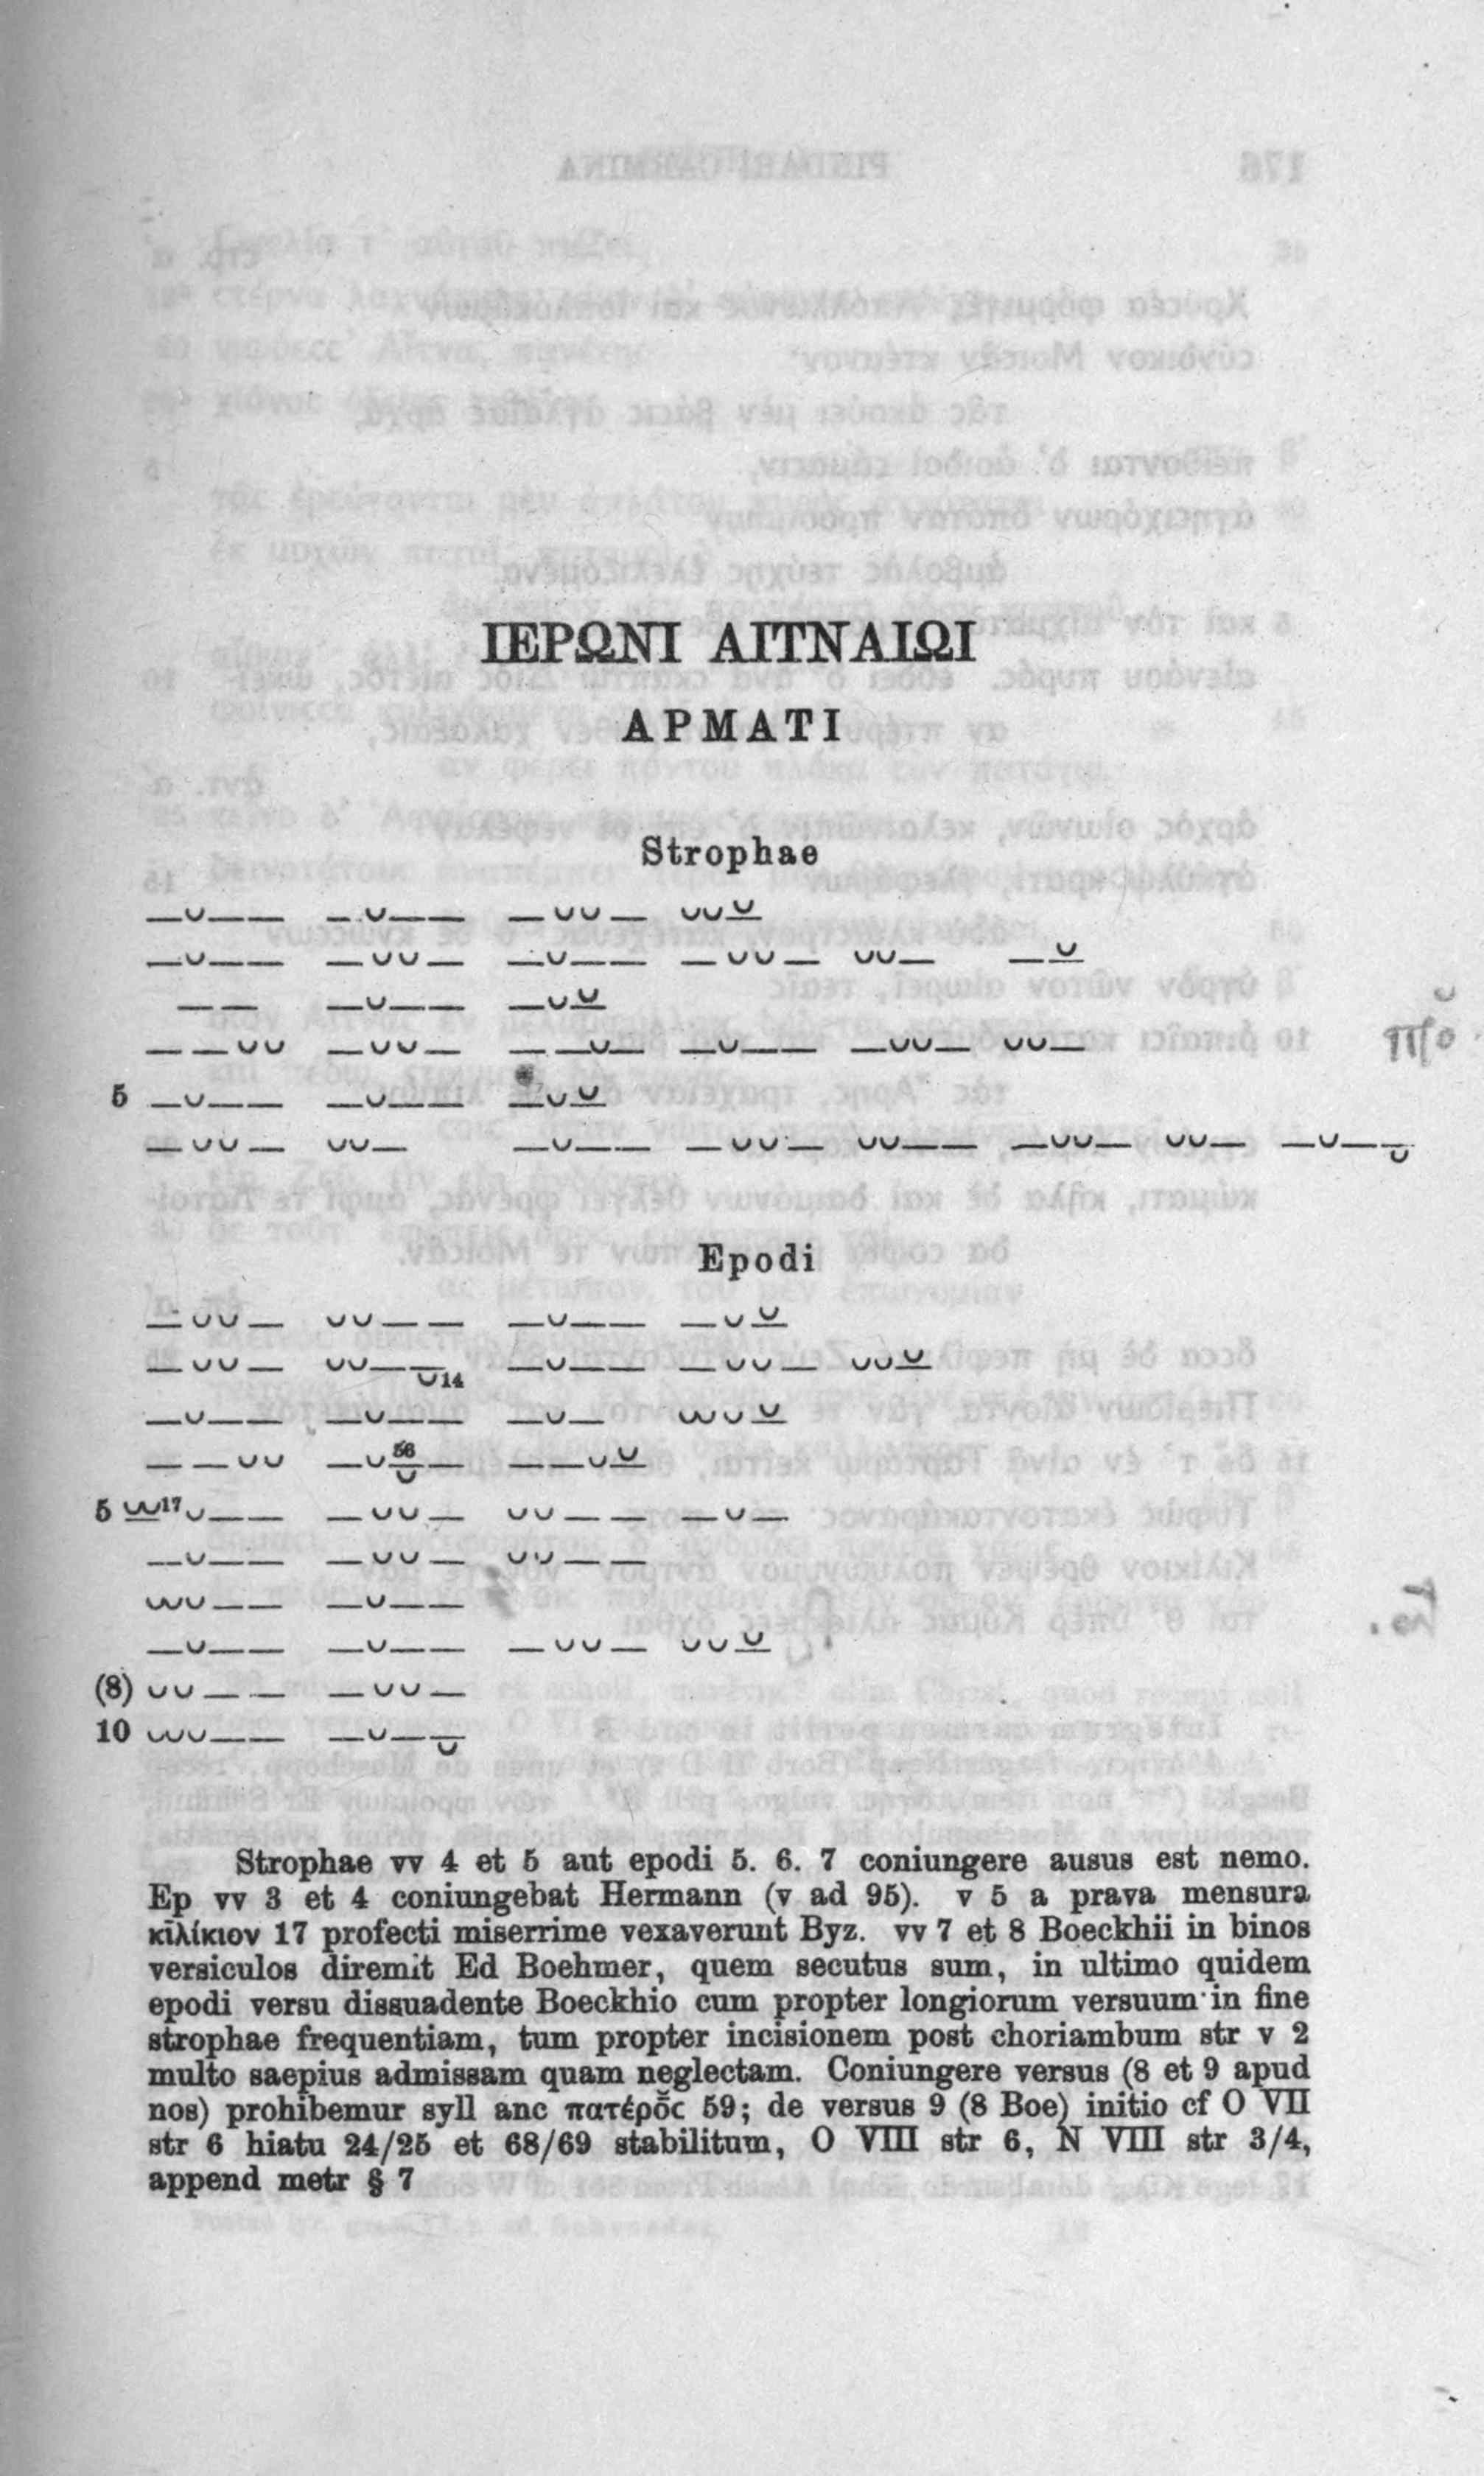 ΙΕΡΩΝΙ ΑΙΤΝΑΙΩΙ
ΑΡΜΑΤΙ
Strophae
—∪—— —∪—— —∪∪— ∪∪⏓
—∪—— —∪∪— —∪—— —∪∪— ∪∪— —⏓
—— —∪—— —∪⏓
——∪∪ —∪∪— ——∪— —∪—— —∪∪— ∪∪—
5 —∪—— —∪—— —∪⏓
—∪∪— ∪∪— —∪—— —∪∪— ∪∪—— —∪∪— ∪∪— —∪—⏒
Epodi
—∪∪— ∪∪—— —∪—— —∪⏓
—∪∪— ∪∪—⏒14 —∪—— —∪∪— ∪∪⏓
—∪—— —∪—— —∪— ∪∪∪⏓
——∪∪ —∪⏒56— ——∪⏓
5 ∪∪17∪—— —∪∪— ∪∪—— —∪—
—∪—— —∪∪— ∪∪——
∪∪∪—— —∪——
—∪—— —∪—— —∪∪— ∪∪⏓
(8) ∪∪—— —∪∪—
10 ∪∪∪—— —∪—⏒
Strophae vv 4 et 5 aut epodi 5. 6. 7 coniungere ausus est nemo.
Ep vv 3 et 4 coniungebat Hermann (v ad 95). v 5 a prava mensura
κῑλίκιον 17 profecti miserrime vexaverunt Byz. vv 7 et 8 Boeckhii in binos
versiculos diremit Ed Boehmer, quem secutus sum, in ultimo quidem
epodi versu dissuadente Boeckhio cum propter longiorum versuum in fine
strophae frequentiam, tum propter incisionem post choriambum str v 2
multo saepius admissam quam neglectam. Coniungere versus (8 et 9 apud
nos) prohibemur syll anc πατέρο̄̆ϲ 59; de versus 9 (8 Boe) initio cf O VII
str 6 hiatu 24/25 et 68/69 stabilitum, O VIII str 6, N VIII str 3/4,
append metr § 7